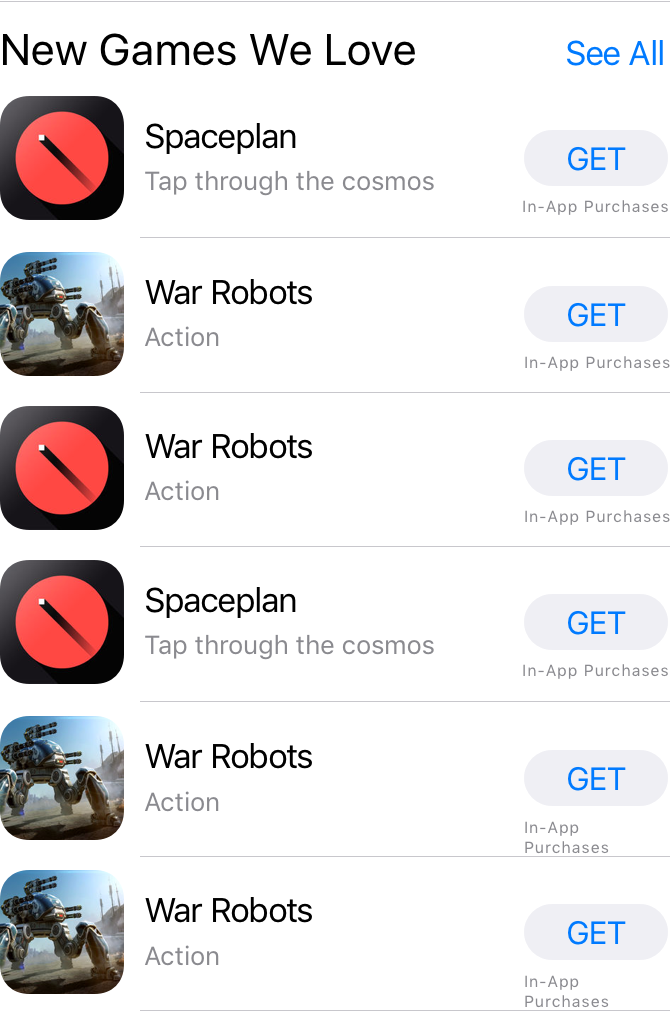 New Games We Love See All
Spaceplan
Tap through the cosmos
GET
In-App Purchases
War Robots
Action
GET
In-App Purchases
War Robots
Action
GET
In-App Purchases
Spaceplan
Tap through the cosmos
GET
In-App Purchases
War Robots
Action
GET
In-App
Purchases
War Robots
Action
GET
In-App
Purchases